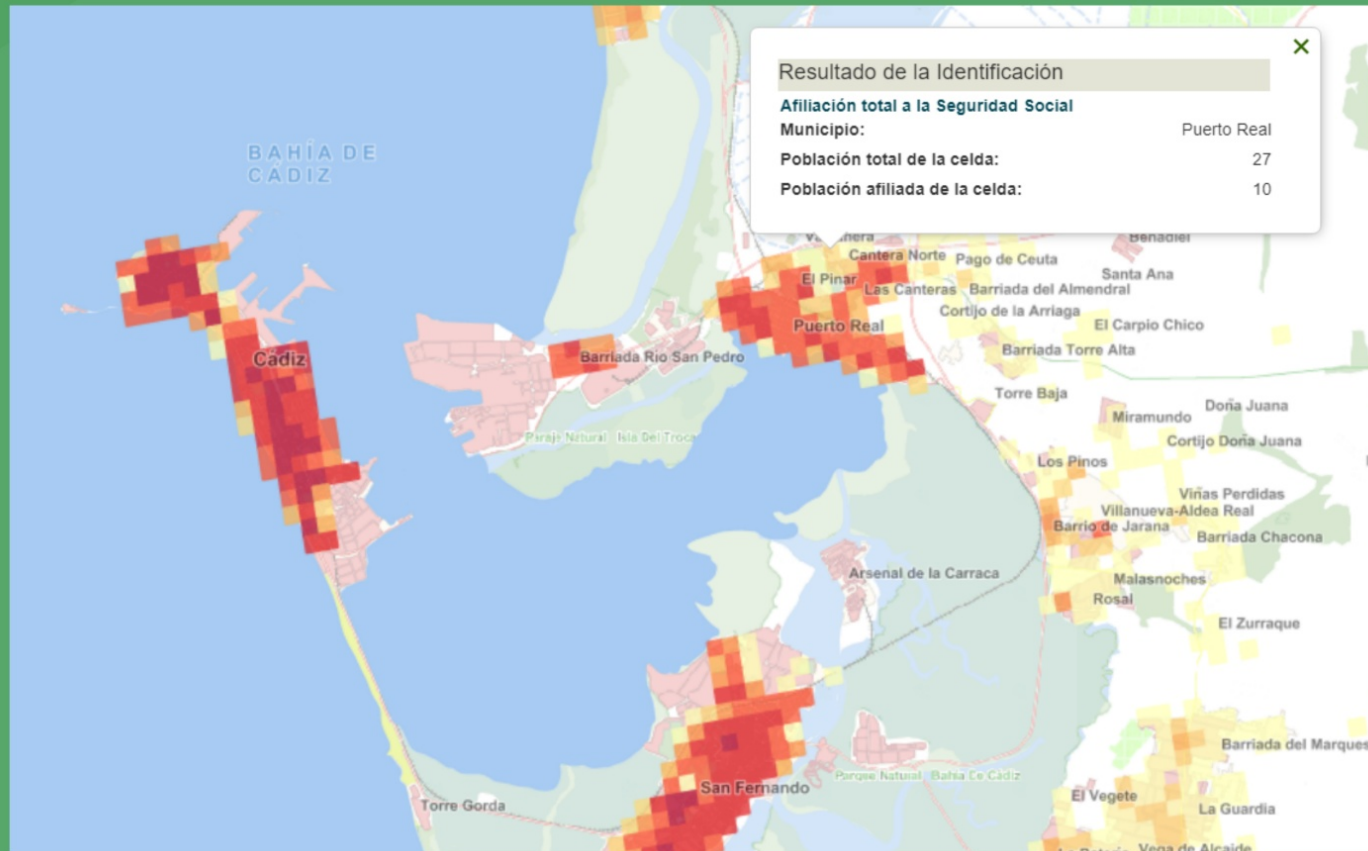 Resultado de la Identificación
Afiliación total a la Seguridad Social
Municipio: Puerto Real
Población total de la celda: 27
Población afiliada de la celda: 10
BAHÍA DE
CÁDIZ
Benadiel
Cantera Norte
Pago de Ceuta
El Pinar
Santa Ana
Las Canteras
Barriada del Almendral
Cortijo de la Arriaga
Puerto Real
El Carpio Chico
Cádiz
Barriada Rio San Pedro
Barriada Torre Alta
Torre Baja
Doña Juana
Miramundo
Paraje Natural Isla Del Troca
Cortijo Doña Juana
Los Pinos
Viñas Perdidas
Villanueva-Aldea Real
Barrio de Jarana
Barriada Chacona
Arsenal de la Carraca
Malasnoches
Rosal
El Zurraque
Barriada del Marques
Parque Natural Bahia De Cádiz
San Fernando
El Vegete
Torre Gorda
La Guardia
Vega de Alcaide